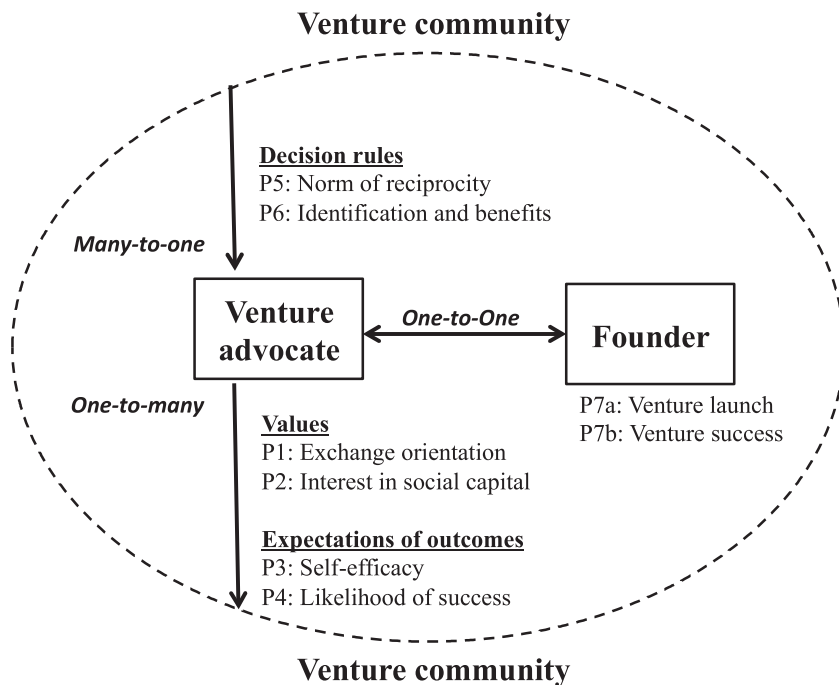 Venture community
Decision rules
P5: Norm of reciprocity
P6: Identification and benefits
Many-to-one
Venture
advocate
One-to-One
Founder
One-to-many
P7a: Venture launch
P7b: Venture success
Values
P1: Exchange orientation
P2: Interest in social capital
Expectations of outcomes
P3: Self-efficacy
P4: Likelihood of success
Venture community